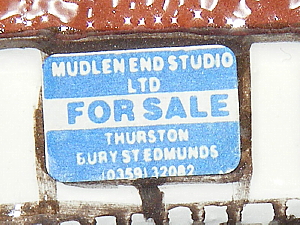 MUDLEN END STUDIO
LTD
FOR SALE
THURSTON
BURY ST EDMUNDS
(0359) 32082